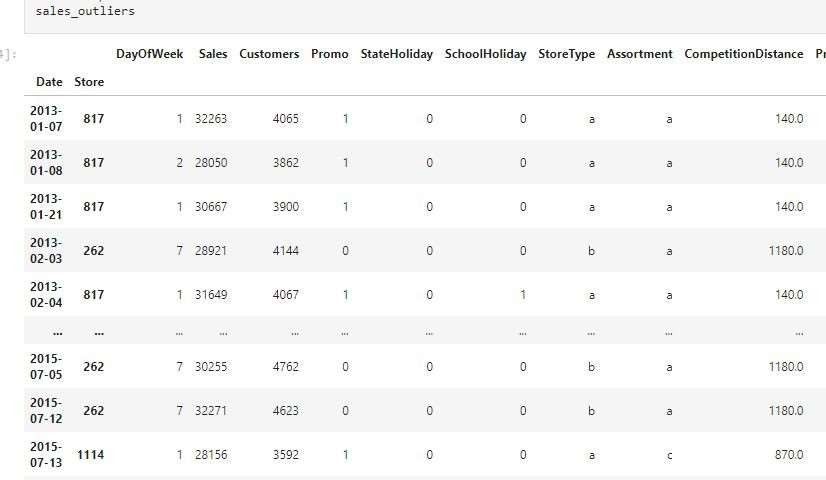 sales_outliers
4]:
DayOfWeek Sales Customers Promo StateHoliday SchoolHoliday StoreType Assortment CompetitionDistance Pr
Date Store
2013-01-07 817 1 32263 4065 1 0 0 a a 140.0
2013-01-08 817 2 28050 3862 1 0 0 a a 140.0
2013-01-21 817 1 30667 3900 1 0 0 a a 140.0
2013-02-03 262 7 28921 4144 0 0 0 b a 1180.0
2013-02-04 817 1 31649 4067 1 0 1 a a 140.0
... ... ... ... ... ... ... ... ... ... ...
2015-07-05 262 7 30255 4762 0 0 0 b a 1180.0
2015-07-12 262 7 32271 4623 0 0 0 b a 1180.0
2015-07-13 1114 1 28156 3592 1 0 0 a c 870.0